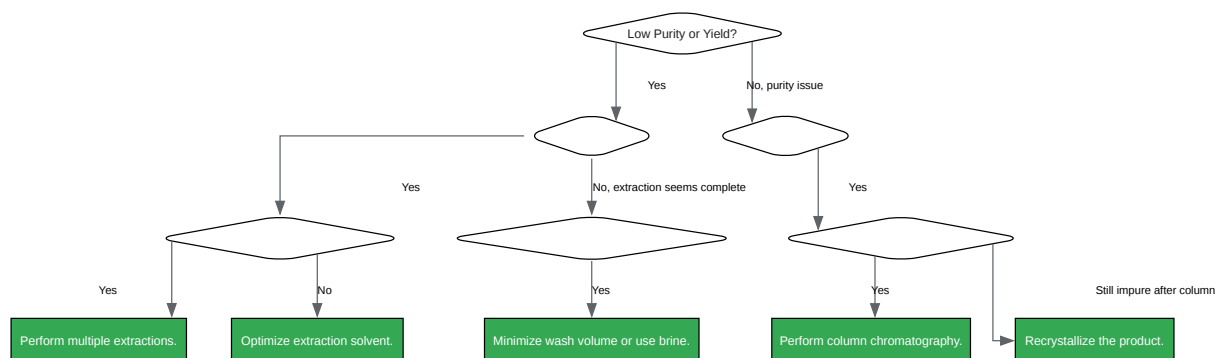 Low Purity or Yield?
Yes
No, purity issue
Yes
No, extraction seems complete
Yes
Yes
No
Yes
Yes
Still impure after column
Perform multiple extractions.
Optimize extraction solvent.
Minimize wash volume or use brine.
Perform column chromatography.
Recrystallize the product.